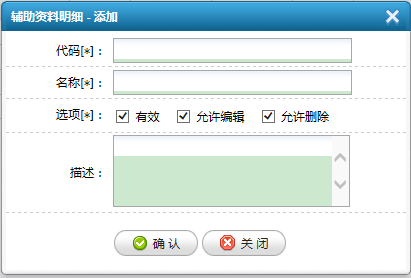 辅助资料明细 - 添加
代码[*]：
名称[*]：
选项[*]： 有效 允许编辑 允许删除
描述：
确 认 关 闭